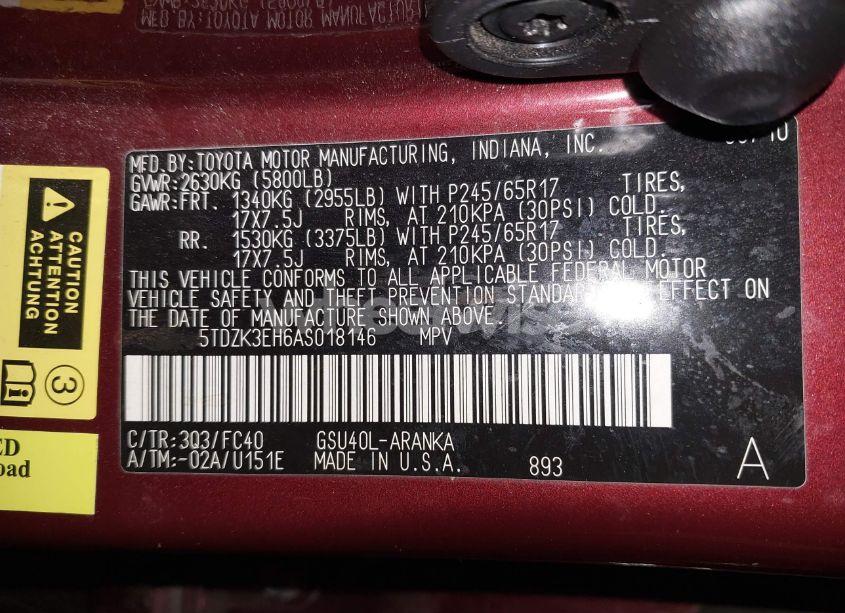 MFD.BY:TOYOTA MOTOR MANUFACTURING, INDIANA, INC.
GVWR:2630KG (5800LB)
GAWR:FRT. 1340KG (2955LB) WITH P245/65R17 TIRES,
17X7.5J RIMS, AT 210KPA (30PSI) COLD.
RR. 1530KG (3375LB) WITH P245/65R17 TIRES,
17X7.5J RIMS, AT 210KPA (30PSI) COLD.
THIS VEHICLE CONFORMS TO ALL APPLICABLE FEDERAL MOTOR
VEHICLE SAFETY AND THEFT PREVENTION STANDARDS IN EFFECT ON
THE DATE OF MANUFACTURE SHOWN ABOVE.
5TDZK3EH6AS018146 MPV
C/TR:3Q3/FC40 GSU40L-ARANKA
A/TM:-02A/U151E MADE IN U.S.A. 893 A
CAUTION
ATTENTION
ACHTUNG
3